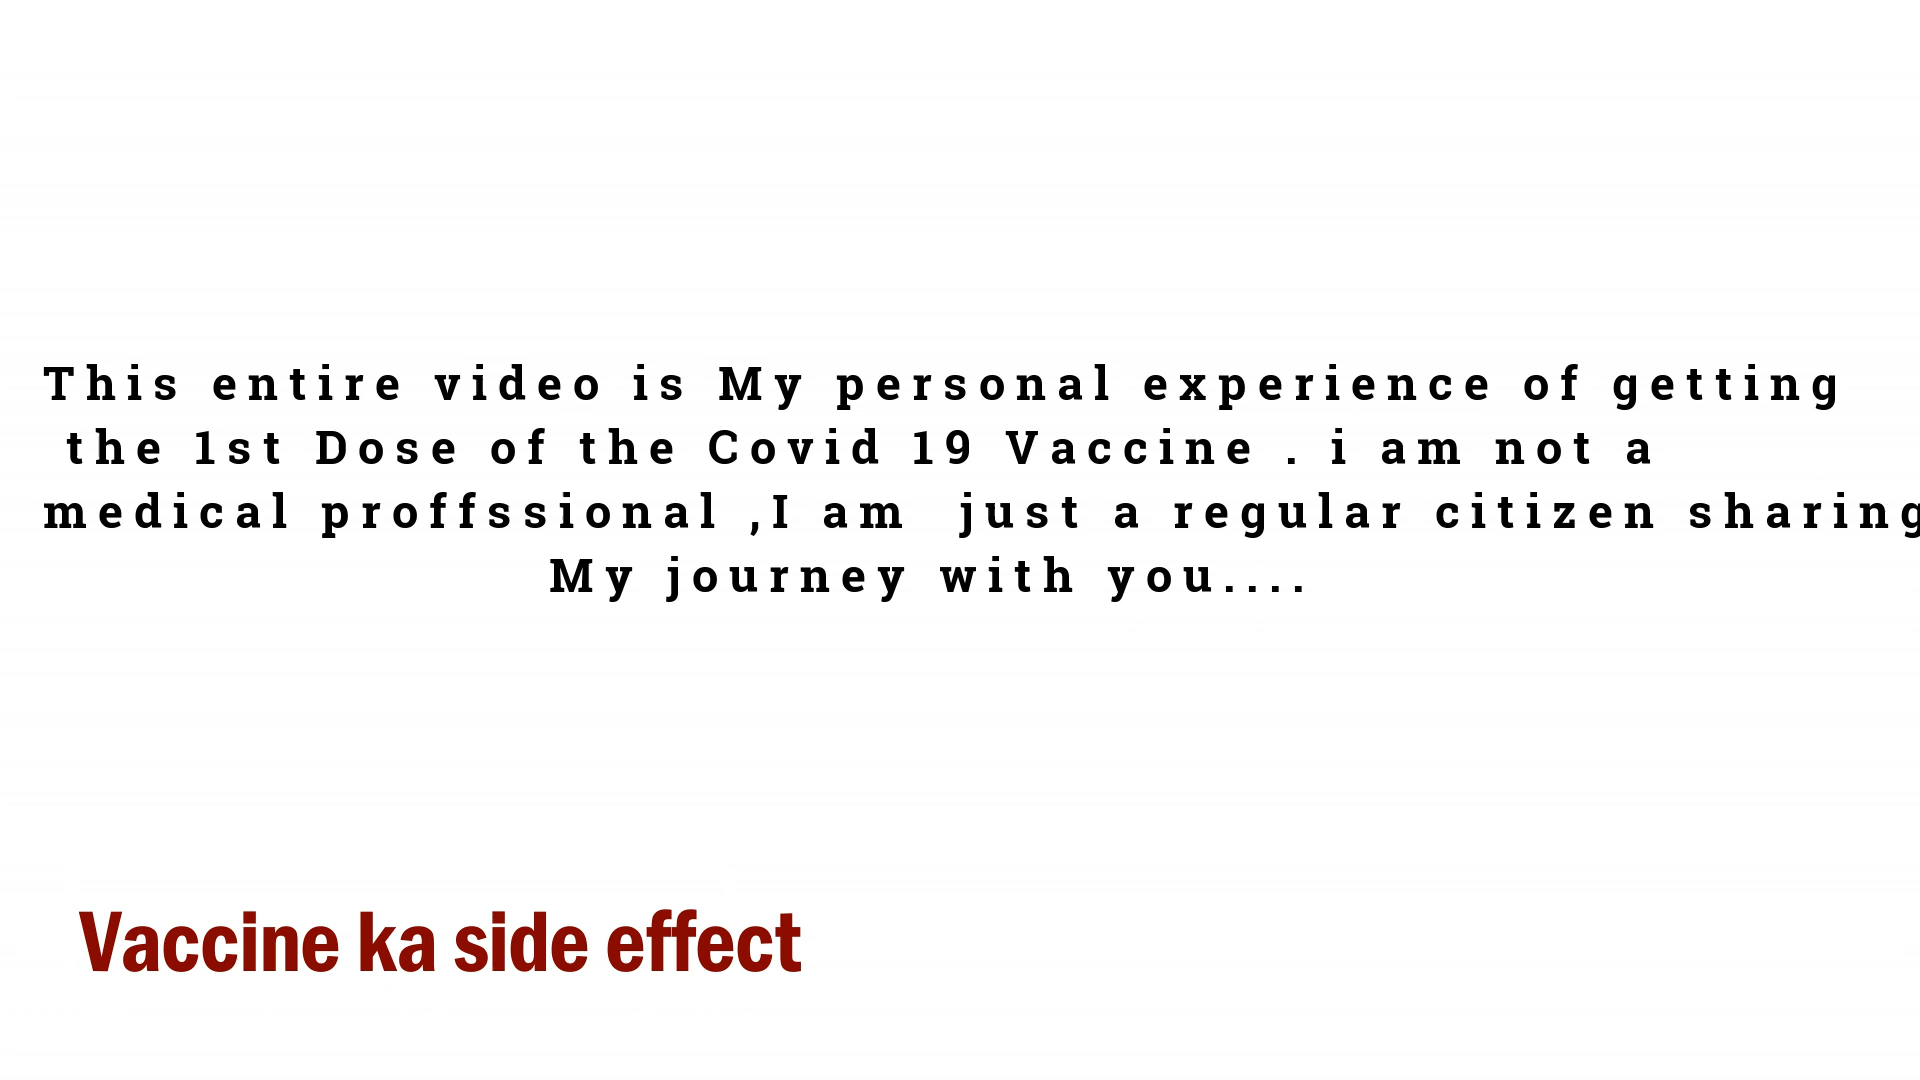 This entire video is My personal experience of getting
the 1st Dose of the Covid 19 Vaccine . i am not a
medical proffssional ,I am just a regular citizen sharing
My journey with you....
Vaccine ka side effect